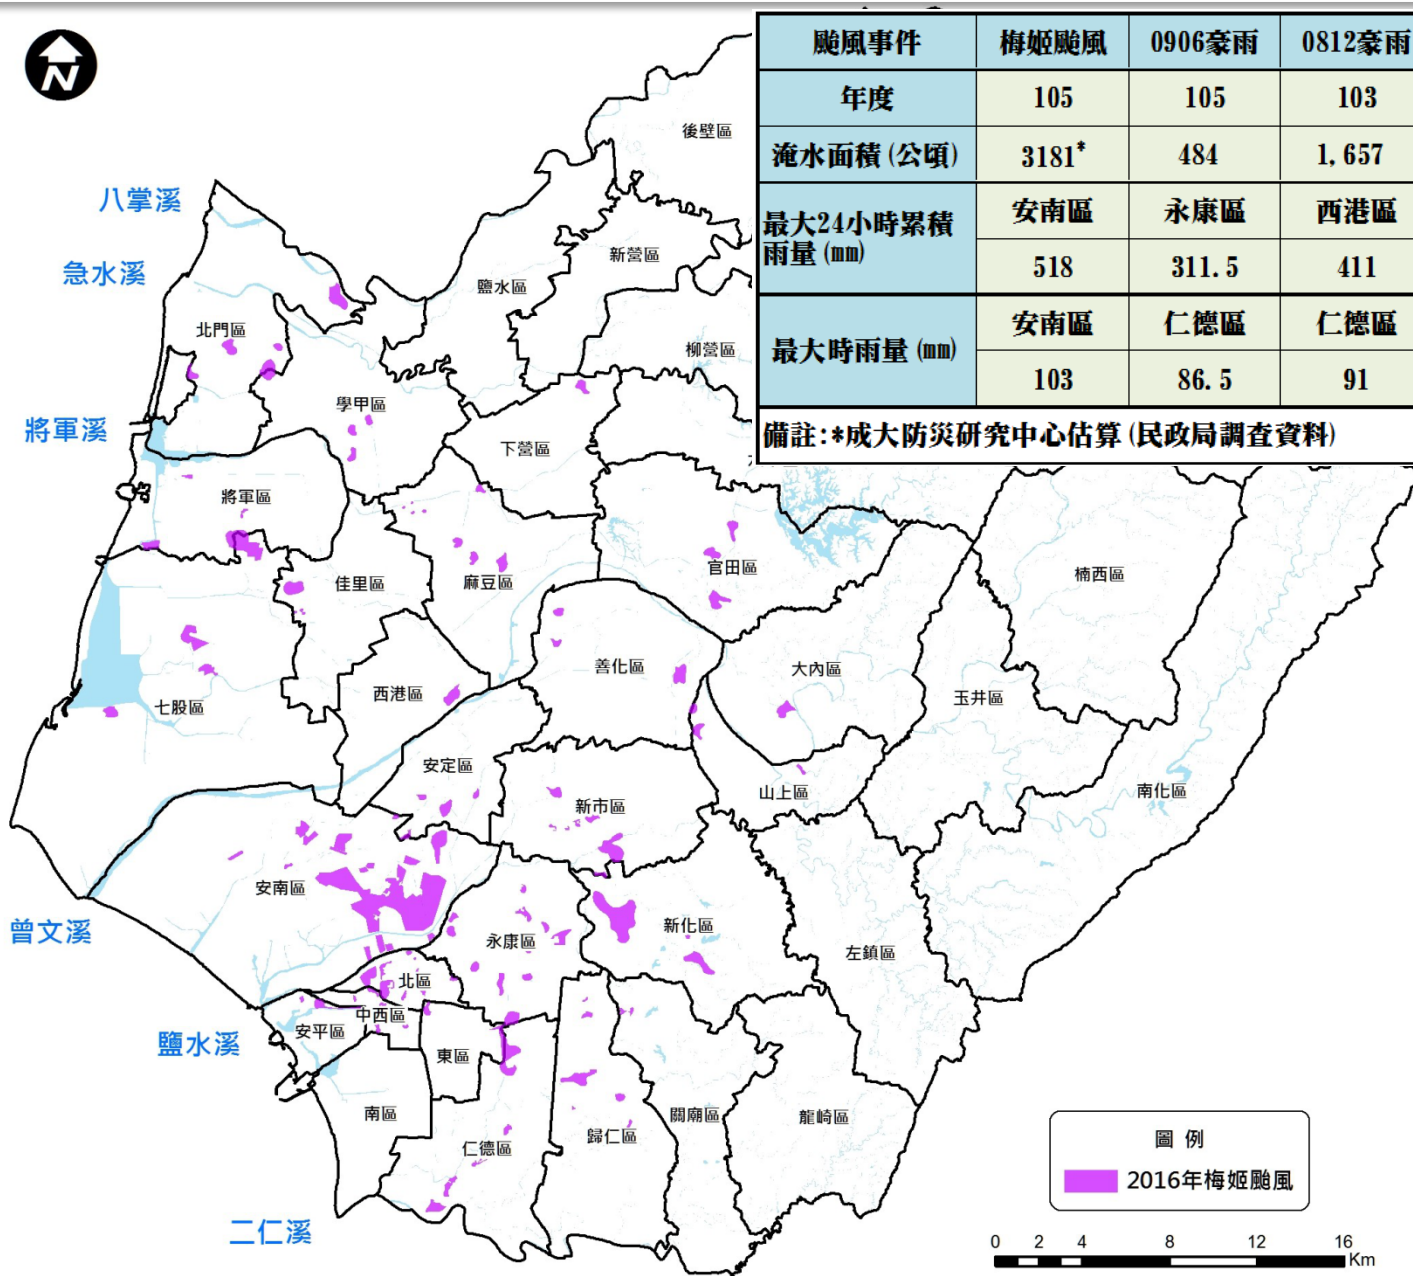 N
颱風事件 梅姬颱風 0906豪雨 0812豪雨
年度 105 105 103
淹水面積(公頃) 3181* 484 1,657
最大24小時累積
雨量(mm)
安南區 永康區 西港區
518 311.5 411
最大時雨量(mm)
安南區 仁德區 仁德區
103 86.5 91
備註:*成大防災研究中心估算(民政局調查資料)
後壁區
八掌溪
新營區
急水溪
鹽水區
北門區
柳營區
學甲區
將軍溪
下營區
將軍區
官田區
楠西區
佳里區
麻豆區
善化區
大內區
西港區
玉井區
七股區
安定區
山上區
南化區
新市區
安南區
新化區
曾文溪
永康區
左鎮區
北區
中西區
安平區
鹽水溪
東區
南區
關廟區
龍崎區
歸仁區
仁德區
二仁溪
圖 例
2016年梅姬颱風
0 2 4 8 12 16
Km